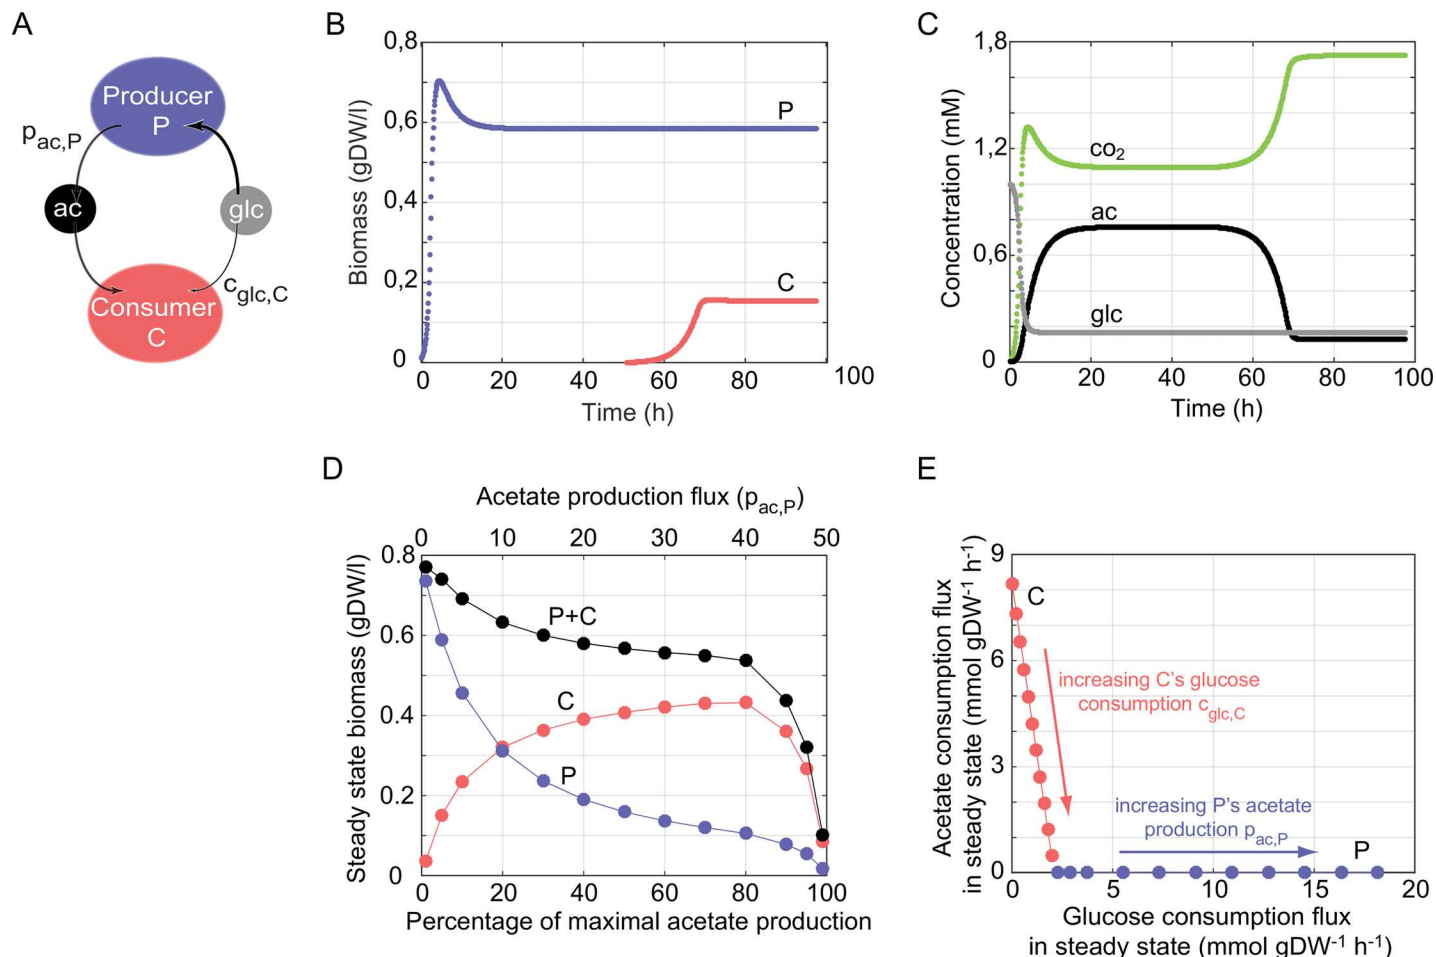 A
Producer
P
p_ac,P
ac
glc
Consumer
C
c_glc,C
B
0,8
0,6
0,4
0,2
0
Biomass (gDW/l)
P
C
0
20
40
60
80
100
Time (h)
C
1.8
1,2
0,6
0
Concentration (mM)
co₂
ac
glc
0
20
40
60
80
100
Time (h)
D
Acetate production flux (p_ac,P)
0
10
20
30
40
50
0.8
0.6
0.4
0.2
0
Steady state biomass (gDW/l)
P+C
C
P
0
20
40
60
80
100
Percentage of maximal acetate production
E
9
6
3
0
Acetate consumption flux
in steady state (mmol gDW⁻¹ h⁻¹)
C
increasing C's glucose
consumption c_glc,C
increasing P's acetate
production p_ac,P
P
0
5
10
15
20
Glucose consumption flux
in steady state (mmol gDW⁻¹ h⁻¹)